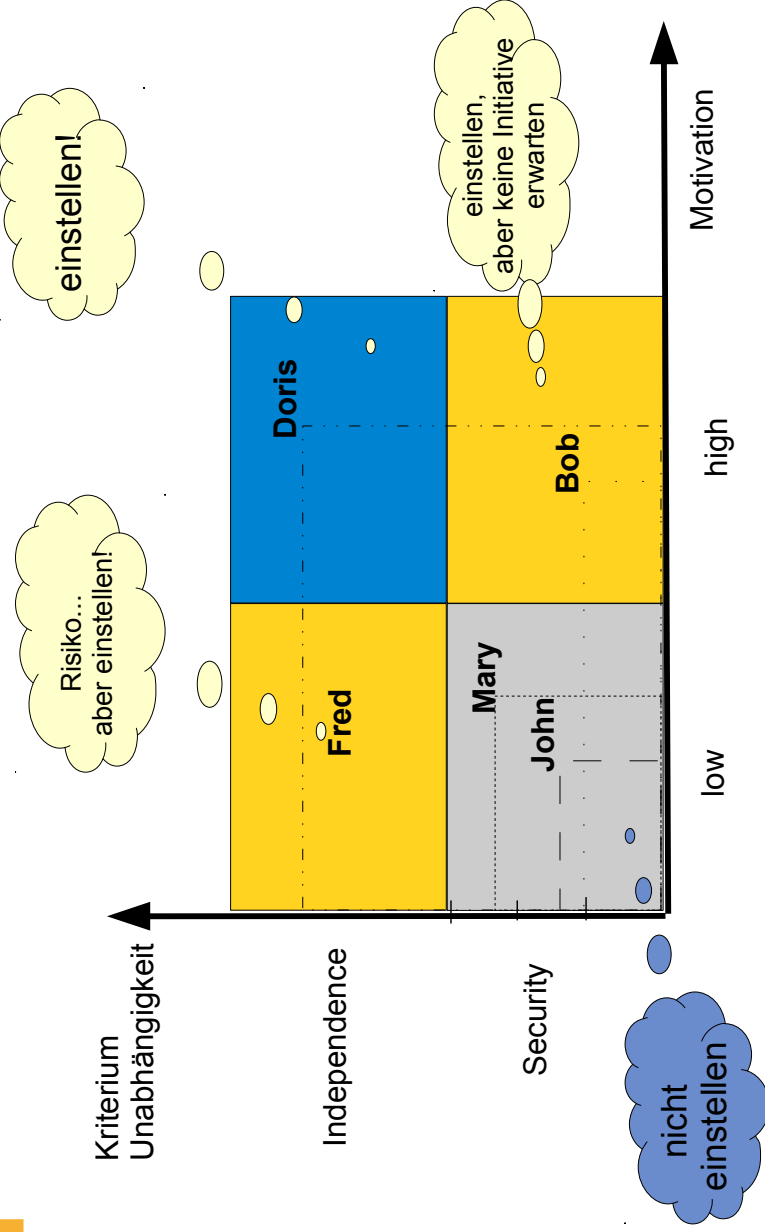 Kriterium
Unabhängigkeit
Risiko...
aber einstellen!
einstellen!
Independence
Fred
Doris
Security
Mary
John
Bob
einstellen,
aber keine Initiative
erwarten
nicht
einstellen
low
high
Motivation